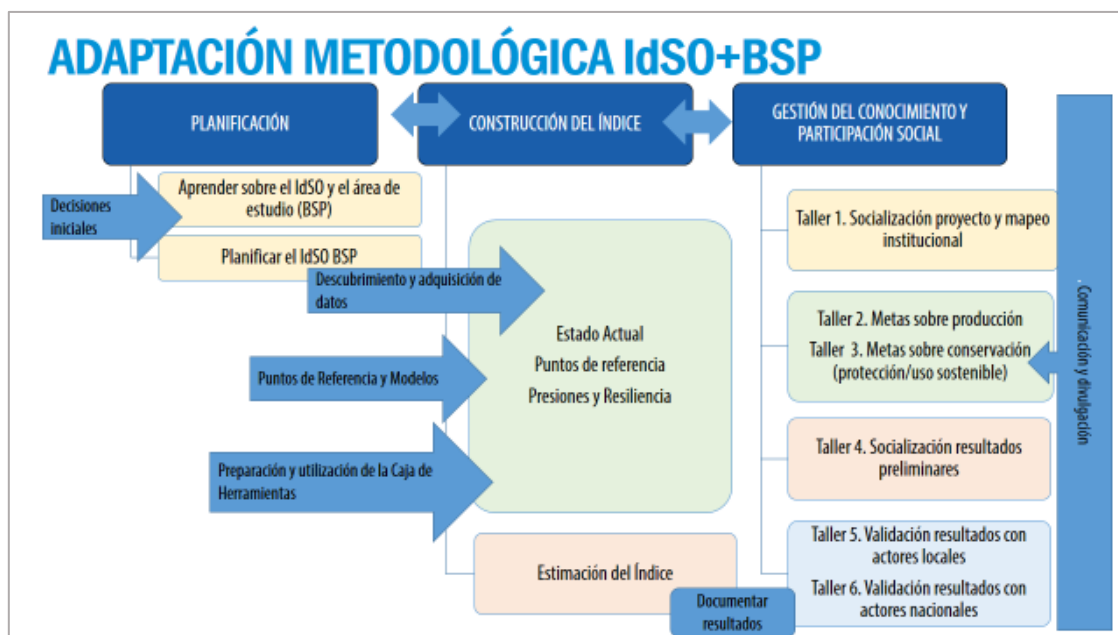 ADAPTACIÓN METODOLÓGICA IdSO+BSP
PLANIFICACIÓN
CONSTRUCCIÓN DEL ÍNDICE
GESTIÓN DEL CONOCIMIENTO Y
PARTICIPACIÓN SOCIAL
Decisiones
iniciales
Aprender sobre el IdSO y el área de
estudio (BSP)
Planificar el IdSO BSP
Descubrimiento y adquisición de
datos
Puntos de Referencia y Modelos
Preparación y utilización de la Caja de
Herramientas
Estado Actual
Puntos de referencia
Presiones y Resiliencia
Estimación del Índice
Documentar
resultados
Taller 1. Socialización proyecto y mapeo
institucional
Taller 2. Metas sobre producción
Taller 3. Metas sobre conservación
(protección/uso sostenible)
Taller 4. Socialización resultados
preliminares
Taller 5. Validación resultados con
actores locales
Taller 6. Validación resultados con
actores nacionales
. Comunicación y divulgación